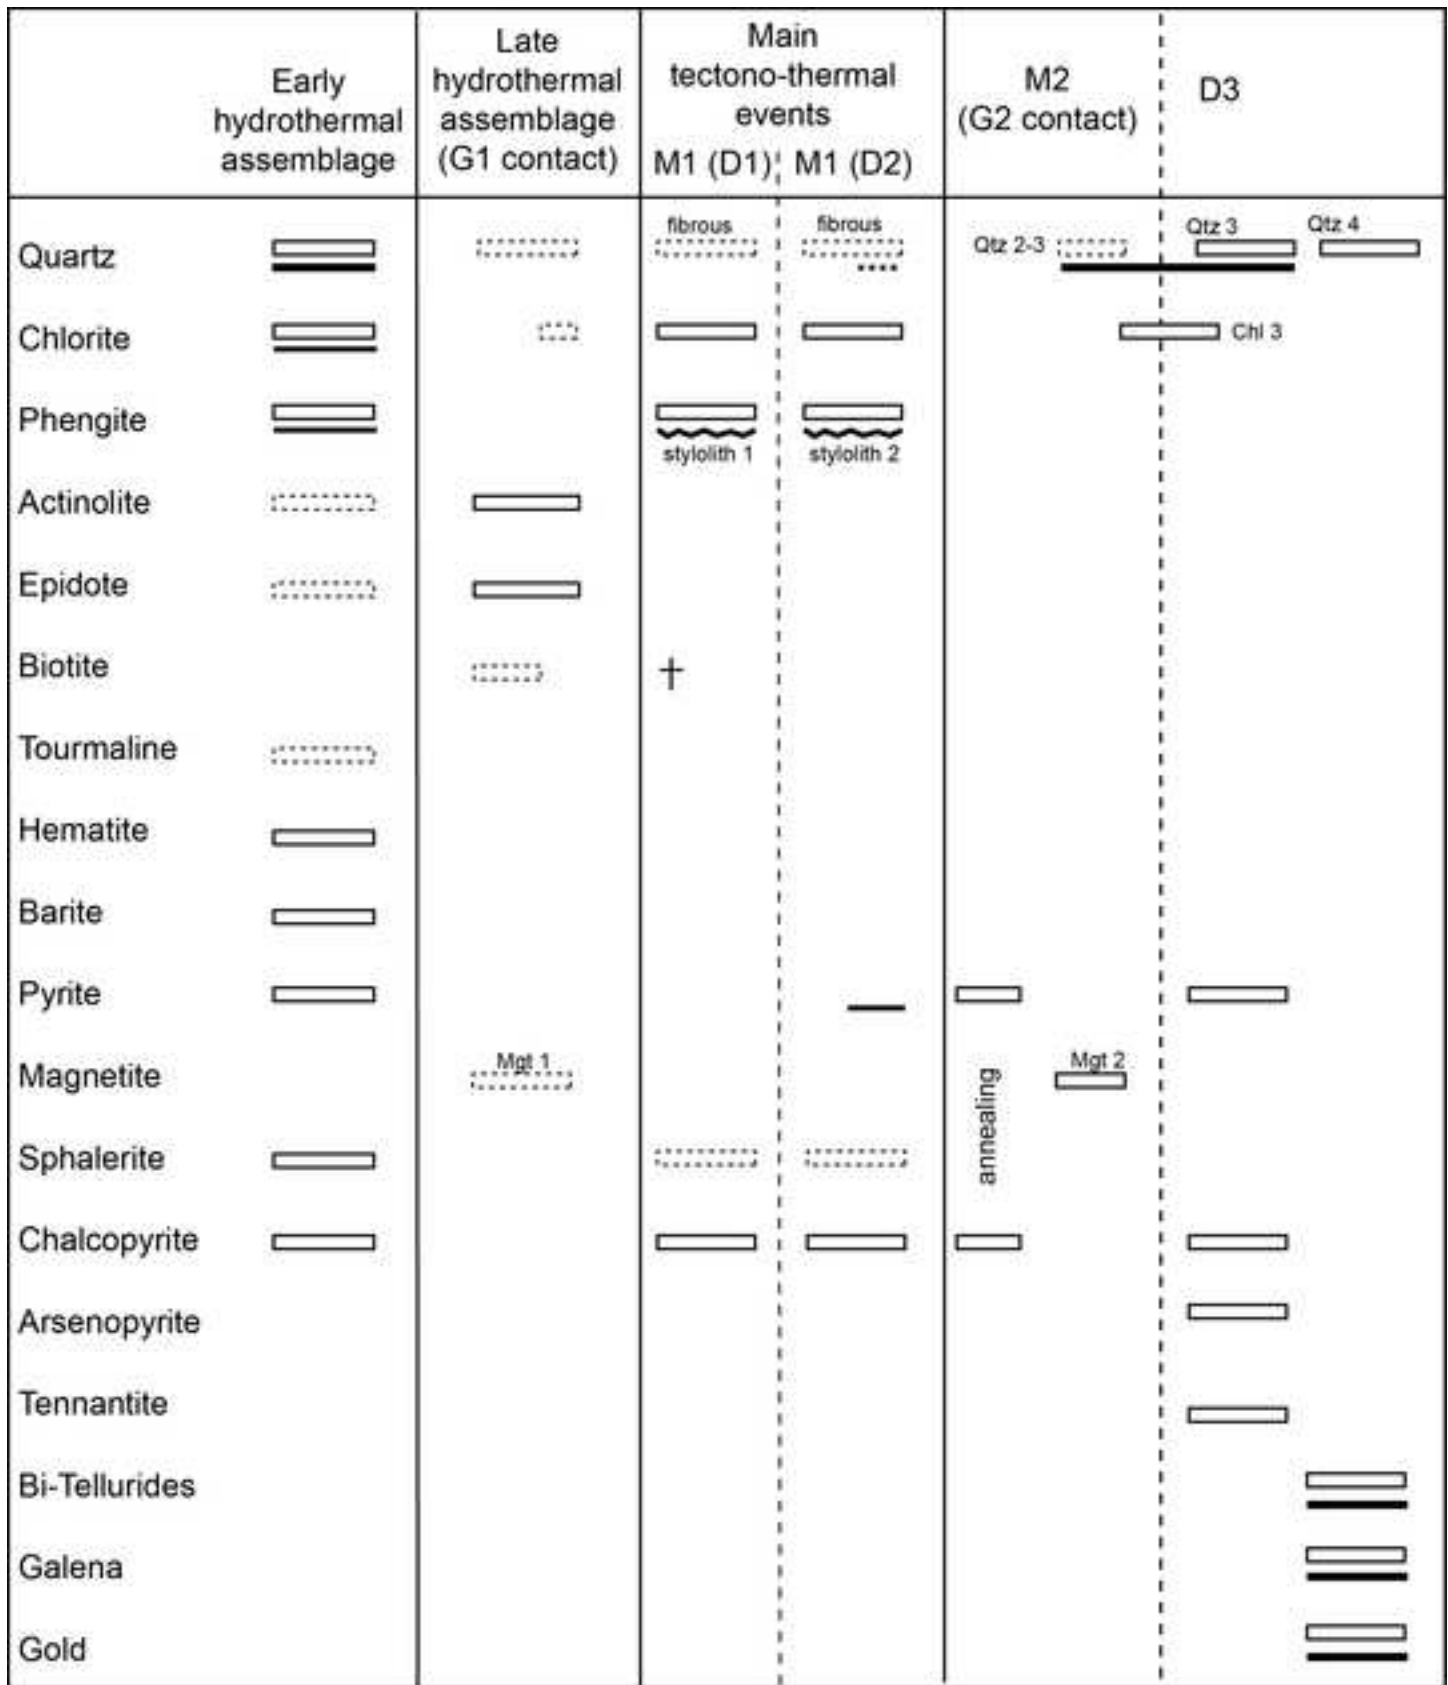 Early
hydrothermal
assemblage
Late
hydrothermal
assemblage
(G1 contact)
Main
tectono-thermal
events
M1 (D1)
M1 (D2)
M2
(G2 contact)
D3
Quartz
fibrous
fibrous
Qtz 2-3
Qtz 3
Qtz 4
Chlorite
Chl 3
Phengite
stylolith 1
stylolith 2
Actinolite
Epidote
Biotite
Tourmaline
Hematite
Barite
Pyrite
Magnetite
Mgt 1
annealing
Mgt 2
Sphalerite
Chalcopyrite
Arsenopyrite
Tennantite
Bi-Tellurides
Galena
Gold